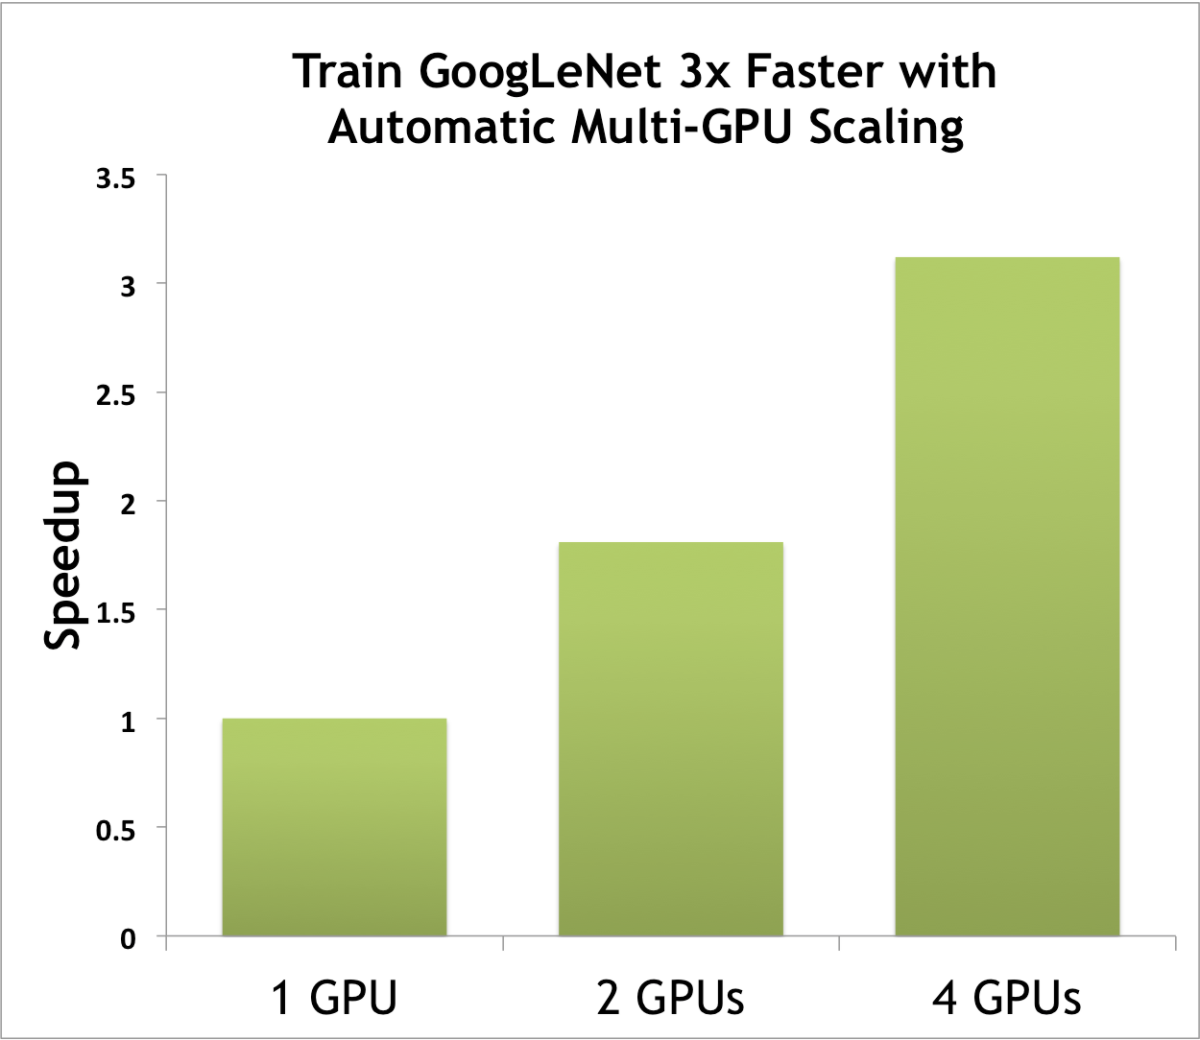 Train GoogLeNet 3x Faster with
Automatic Multi-GPU Scaling
3.5
3
2.5
2
1.5
1
0.5
0
Speedup
1 GPU
2 GPUs
4 GPUs